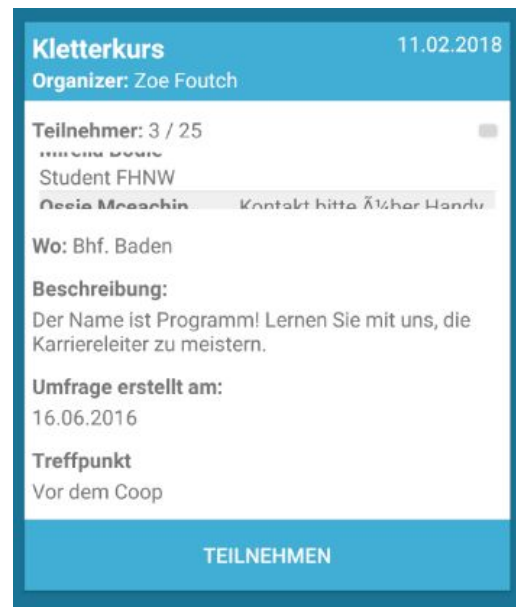 Kletterkurs
11.02.2018
Organizer: Zoe Foutch
Teilnehmer: 3 / 25
Mirella Bodie
Student FHNW
Ossie Mceachin Kontakt bitte Ã¼ber Handy
Wo: Bhf. Baden
Beschreibung:
Der Name ist Programm! Lernen Sie mit uns, die
Karriereleiter zu meistern.
Umfrage erstellt am:
16.06.2016
Treffpunkt
Vor dem Coop
TEILNEHMEN